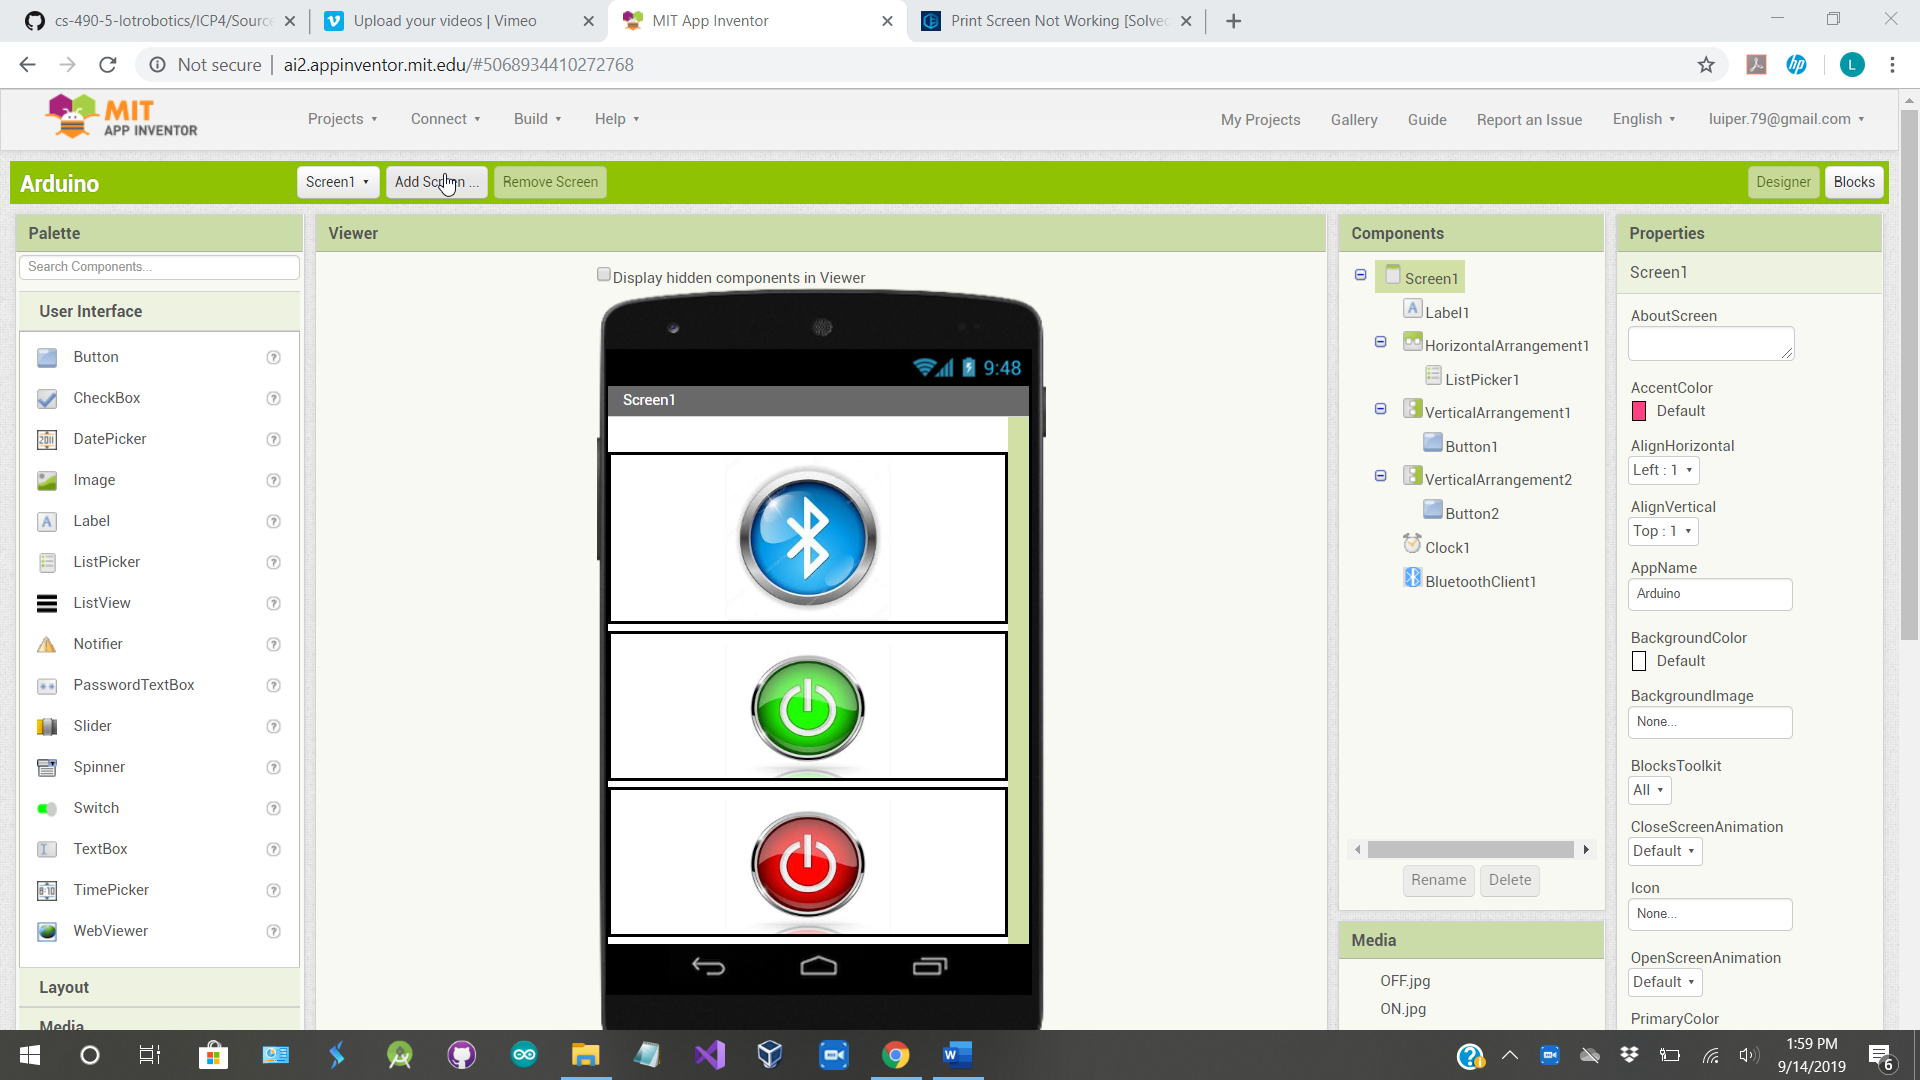 cs-490-5-Iotrobotics/ICP4/Source
Upload your videos | Vimeo
MIT App Inventor
Print Screen Not Working [Solved
Not secure | ai2.appinventor.mit.edu/#5068934410272768
L
MIT
APP INVENTOR
Projects
Connect
Build
Help
My Projects
Gallery
Guide
Report an Issue
English
luiper.79@gmail.com
Arduino
Screen1
Add Screen ...
Remove Screen
Designer
Blocks
Palette
Search Components...
User Interface
Button
CheckBox
DatePicker
Image
Label
ListPicker
ListView
Notifier
PasswordTextBox
Slider
Spinner
Switch
TextBox
TimePicker
WebViewer
Layout
Media
Viewer
Display hidden components in Viewer
9:48
Screen1
Components
Screen1
Label1
HorizontalArrangement1
ListPicker1
VerticalArrangement1
Button1
VerticalArrangement2
Button2
Clock1
BluetoothClient1
Rename
Delete
Media
OFF.jpg
ON.jpg
Properties
Screen1
AboutScreen
AccentColor
Default
AlignHorizontal
Left : 1
AlignVertical
Top : 1
AppName
Arduino
BackgroundColor
Default
BackgroundImage
None...
BlocksToolkit
All
CloseScreenAnimation
Default
Icon
None...
OpenScreenAnimation
Default
PrimaryColor
1:59 PM
9/14/2019
6